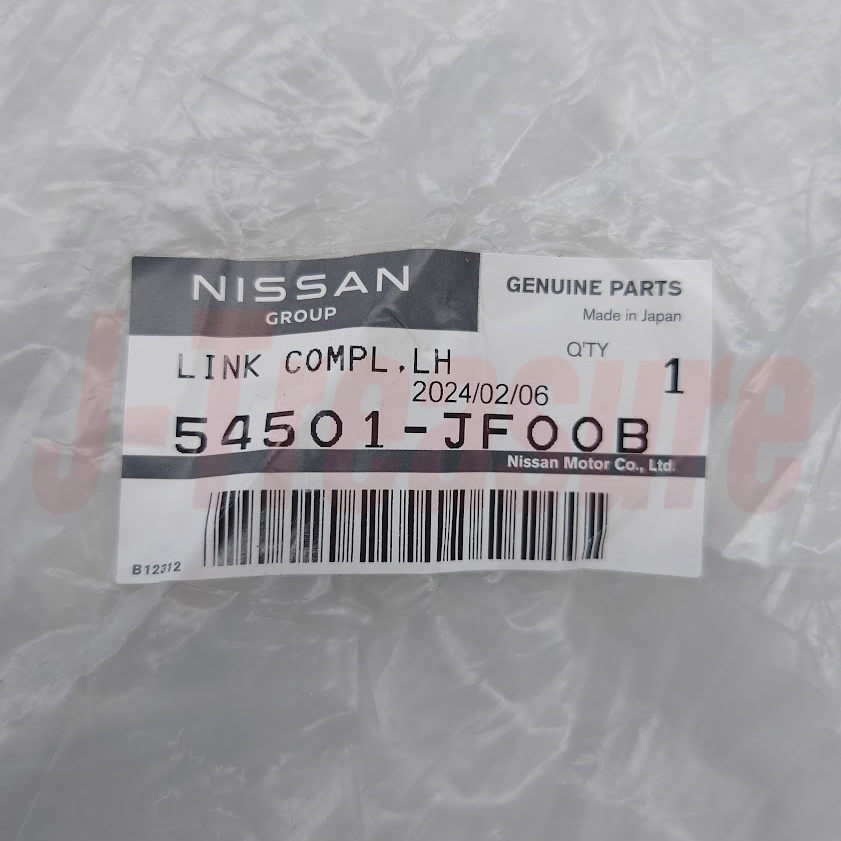 NISSAN
GROUP
GENUINE PARTS
Made in Japan
LINK COMPL,LH
Q'TY
1
2024/02/06
54501-JF00B
Nissan Motor Co., Ltd.
B12312
J-Treasure